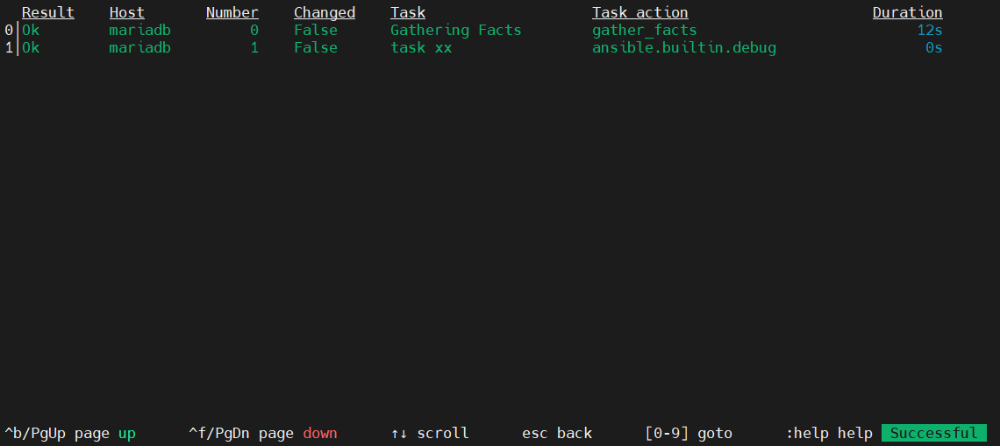 Result Host Number Changed Task Task action Duration
0 Ok mariadb 0 False Gathering Facts gather_facts 12s
1 Ok mariadb 1 False task xx ansible.builtin.debug 0s
^b/PgUp page up ^f/PgDn page down ↑↓ scroll esc back [0-9] goto :help help Successful